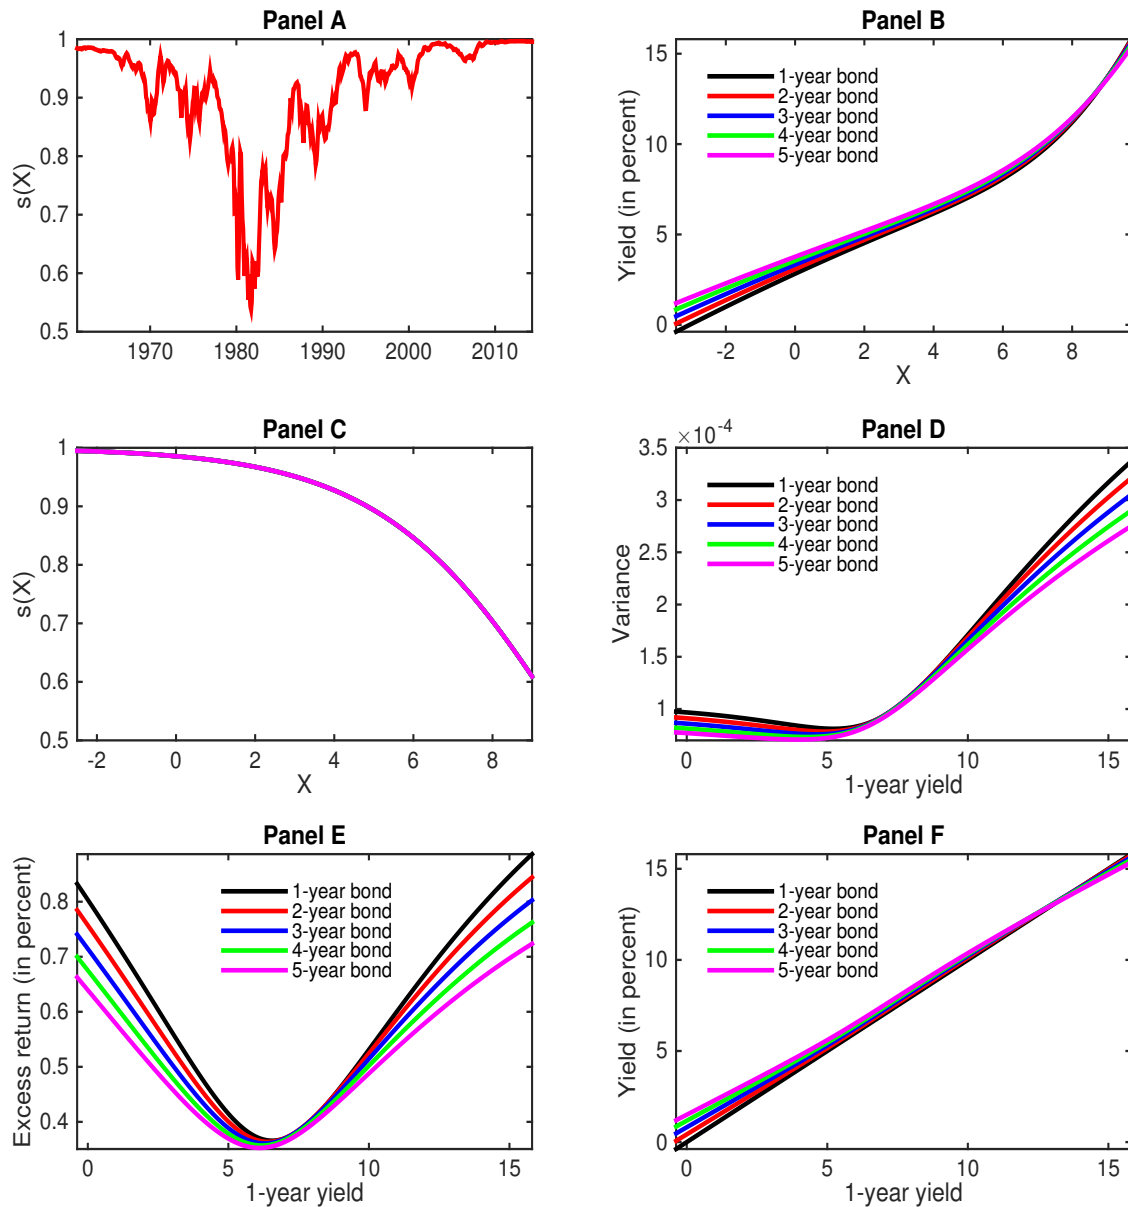 Panel A
s(X)
1
0.9
0.8
0.7
0.6
0.5
1970 1980 1990 2000 2010
Panel B
Yield (in percent)
15
10
5
0
1-year bond
2-year bond
3-year bond
4-year bond
5-year bond
-2 0 2 4 6 8
X
Panel C
s(X)
1
0.9
0.8
0.7
0.6
0.5
-2 0 2 4 6 8
X
Panel D
×10⁻⁴
Variance
3.5
3
2.5
2
1.5
1
1-year bond
2-year bond
3-year bond
4-year bond
5-year bond
0 5 10 15
1-year yield
Panel E
Excess return (in percent)
0.8
0.7
0.6
0.5
0.4
1-year bond
2-year bond
3-year bond
4-year bond
5-year bond
0 5 10 15
1-year yield
Panel F
Yield (in percent)
15
10
5
0
1-year bond
2-year bond
3-year bond
4-year bond
5-year bond
0 5 10 15
1-year yield